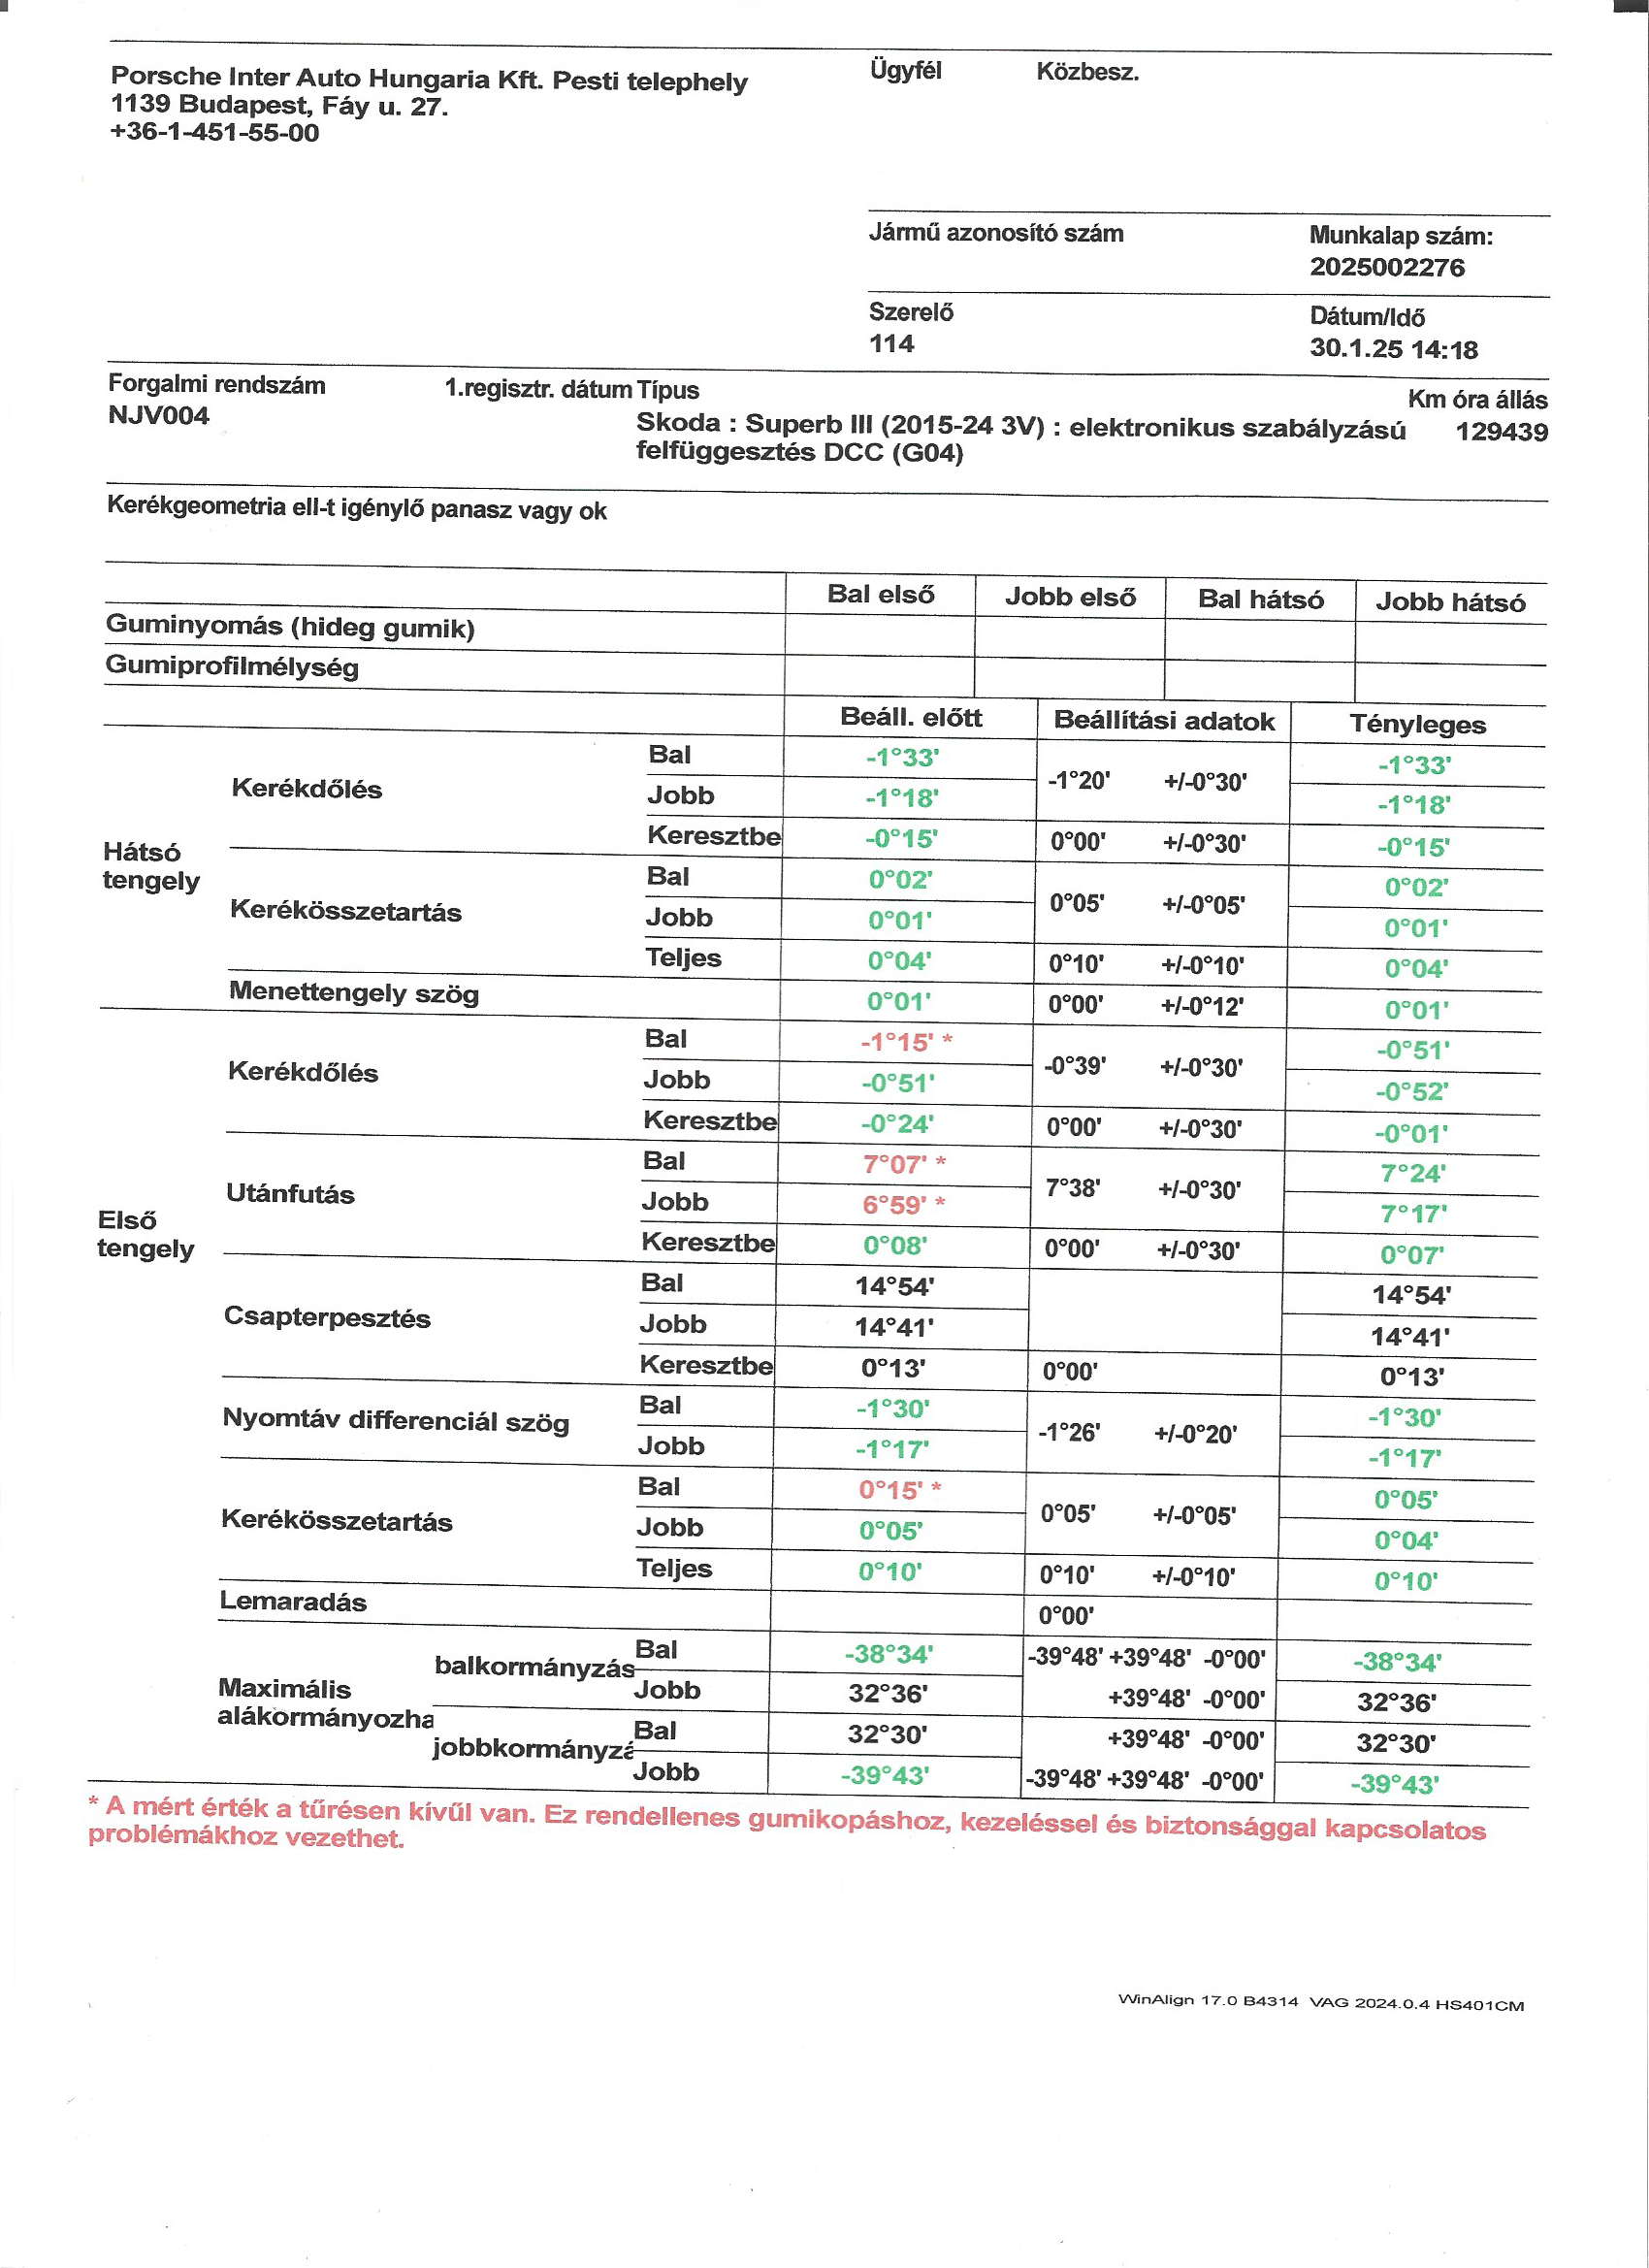 Porsche Inter Auto Hungaria Kft. Pesti telephely
1139 Budapest, Fáy u. 27.
+36-1-451-55-00
Ügyfél Közbesz.
Jármű azonosító szám Munkalap szám:
2025002276
Szerelő Dátum/Idő
114 30.1.25 14:18
Forgalmi rendszám 1.regisztr. dátum Típus Km óra állás
NJV004 Skoda : Superb III (2015-24 3V) : elektronikus szabályzású 129439
felfüggesztés DCC (G04)
Kerékgeometria ell-t igénylő panasz vagy ok
Bal első Jobb első Bal hátsó Jobb hátsó
Guminyomás (hideg gumik)
Gumiprofilmélység
Beáll. előtt Beállítási adatok Tényleges
Hátsó tengely
Kerékdőlés
Bal -1°33' -1°20' +/-0°30' -1°33'
Jobb -1°18' -1°18'
Keresztbe -0°15' 0°00' +/-0°30' -0°15'
Kerékösszetartás
Bal 0°02' 0°05' +/-0°05' 0°02'
Jobb 0°01' 0°01'
Teljes 0°04' 0°10' +/-0°10' 0°04'
Menettengely szög 0°01' 0°00' +/-0°12' 0°01'
Első tengely
Kerékdőlés
Bal -1°15' * -0°39' +/-0°30' -0°51'
Jobb -0°51' -0°52'
Keresztbe -0°24' 0°00' +/-0°30' -0°01'
Utánfutás
Bal 7°07' * 7°38' +/-0°30' 7°24'
Jobb 6°59' * 7°17'
Keresztbe 0°08' 0°00' +/-0°30' 0°07'
Csapterpesztés
Bal 14°54' 14°54'
Jobb 14°41' 14°41'
Keresztbe 0°13' 0°00' 0°13'
Nyomtáv differenciál szög
Bal -1°30' -1°26' +/-0°20' -1°30'
Jobb -1°17' -1°17'
Kerékösszetartás
Bal 0°15' * 0°05' +/-0°05' 0°05'
Jobb 0°05' 0°04'
Teljes 0°10' 0°10' +/-0°10' 0°10'
Lemaradás 0°00'
Maximális alákormányozha
balkormányzás
Bal -38°34' -39°48' +39°48' -0°00' -38°34'
Jobb 32°36' +39°48' -0°00' 32°36'
jobbkormányzá
Bal 32°30' +39°48' -0°00' 32°30'
Jobb -39°43' -39°48' +39°48' -0°00' -39°43'
* A mért érték a tűrésen kívűl van. Ez rendellenes gumikopáshoz, kezeléssel és biztonsággal kapcsolatos
problémákhoz vezethet.
WinAlign 17.0 B4314 VAG 2024.0.4 HS401CM